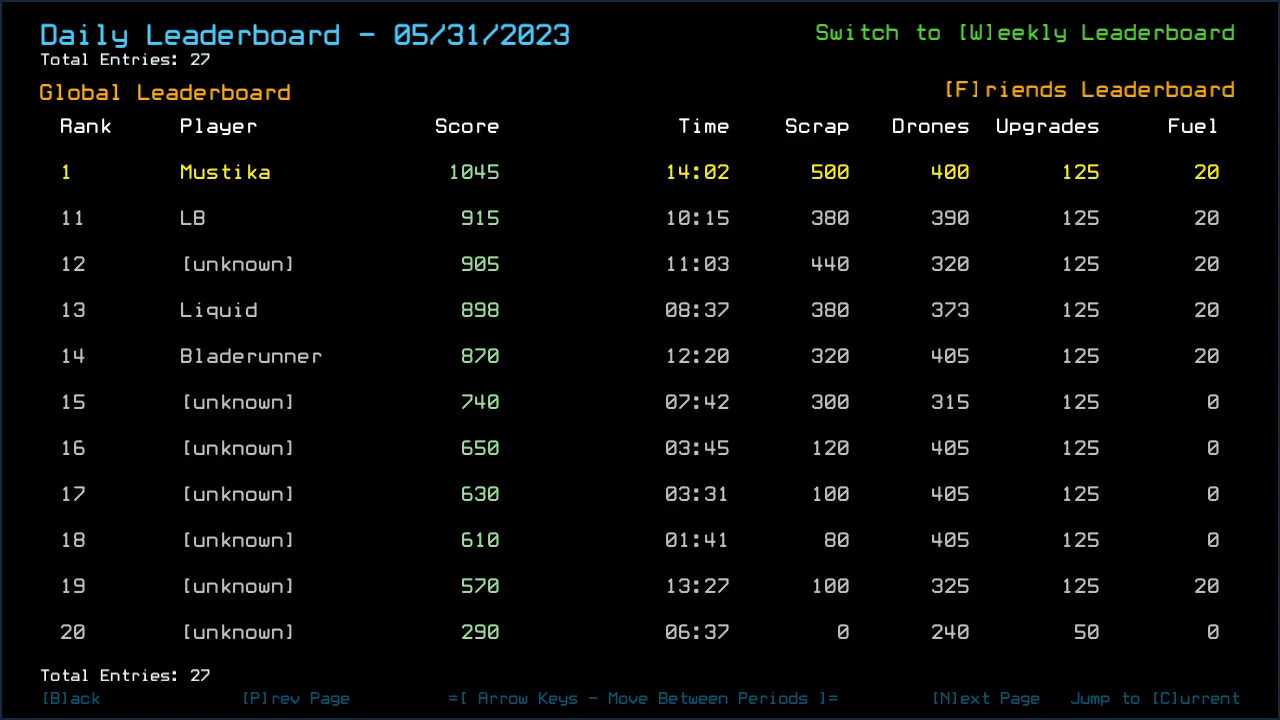 Daily Leaderboard - 05/31/2023 Switch to [W]eekly Leaderboard
Total Entries: 27
Global Leaderboard [F]riends Leaderboard
Rank Player Score Time Scrap Drones Upgrades Fuel
1 Mustika 1045 14:02 500 400 125 20
11 LB 915 10:15 380 390 125 20
12 [unknown] 905 11:03 440 320 125 20
13 Liquid 898 08:37 380 373 125 20
14 Bladerunner 870 12:20 320 405 125 20
15 [unknown] 740 07:42 300 315 125 0
16 [unknown] 650 03:45 120 405 125 0
17 [unknown] 630 03:31 100 405 125 0
18 [unknown] 610 01:41 80 405 125 0
19 [unknown] 570 13:27 100 325 125 20
20 [unknown] 290 06:37 0 240 50 0
Total Entries: 27
[B]ack [P]rev Page =[ Arrow Keys - Move Between Periods ]= [N]ext Page Jump to [C]urrent